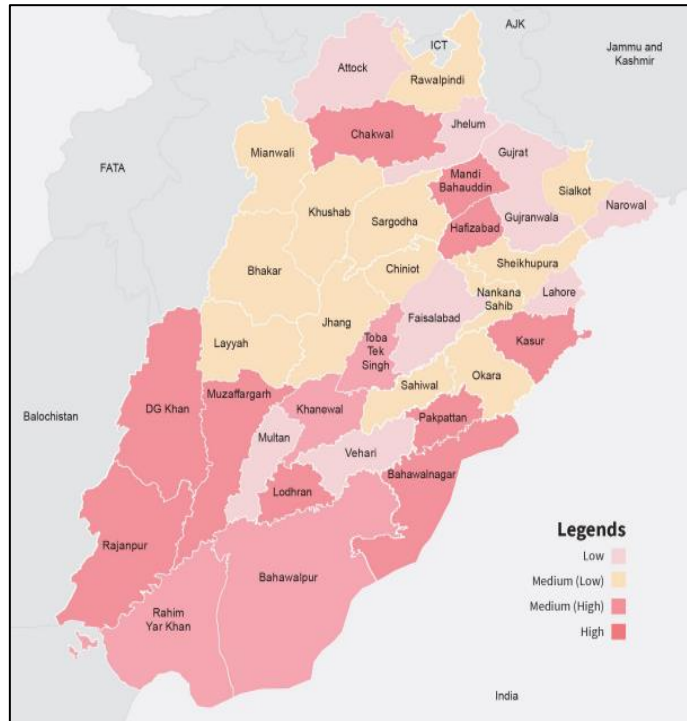 AJK
ICT
Jammu and
Kashmir
Attock
Rawalpindi
Chakwal
Jhelum
Mianwali
Gujrat
FATA
Mandi
Bahauddin
Sialkot
Narowal
Khushab
Sargodha
Hafizabad
Gujranwala
Bhakar
Chiniot
Sheikhupura
Nankana
Sahib
Lahore
Faisalabad
Jhang
Layyah
Toba
Tek
Singh
Kasur
Muzaffargarh
Sahiwal
Okara
DG Khan
Khanewal
Pakpattan
Balochistan
Multan
Vehari
Bahawalnagar
Lodhran
Rajanpur
Bahawalpur
Rahim
Yar Khan
India
Legends
Low
Medium (Low)
Medium (High)
High